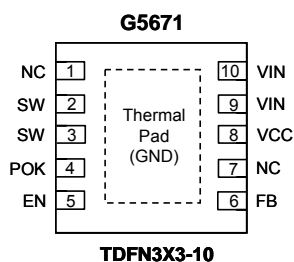 G5671
NC 1 10 VIN
SW 2 9 VIN
SW 3 8 VCC
POK 4 7 NC
EN 5 6 FB
Thermal
Pad
(GND)
TDFN3X3-10